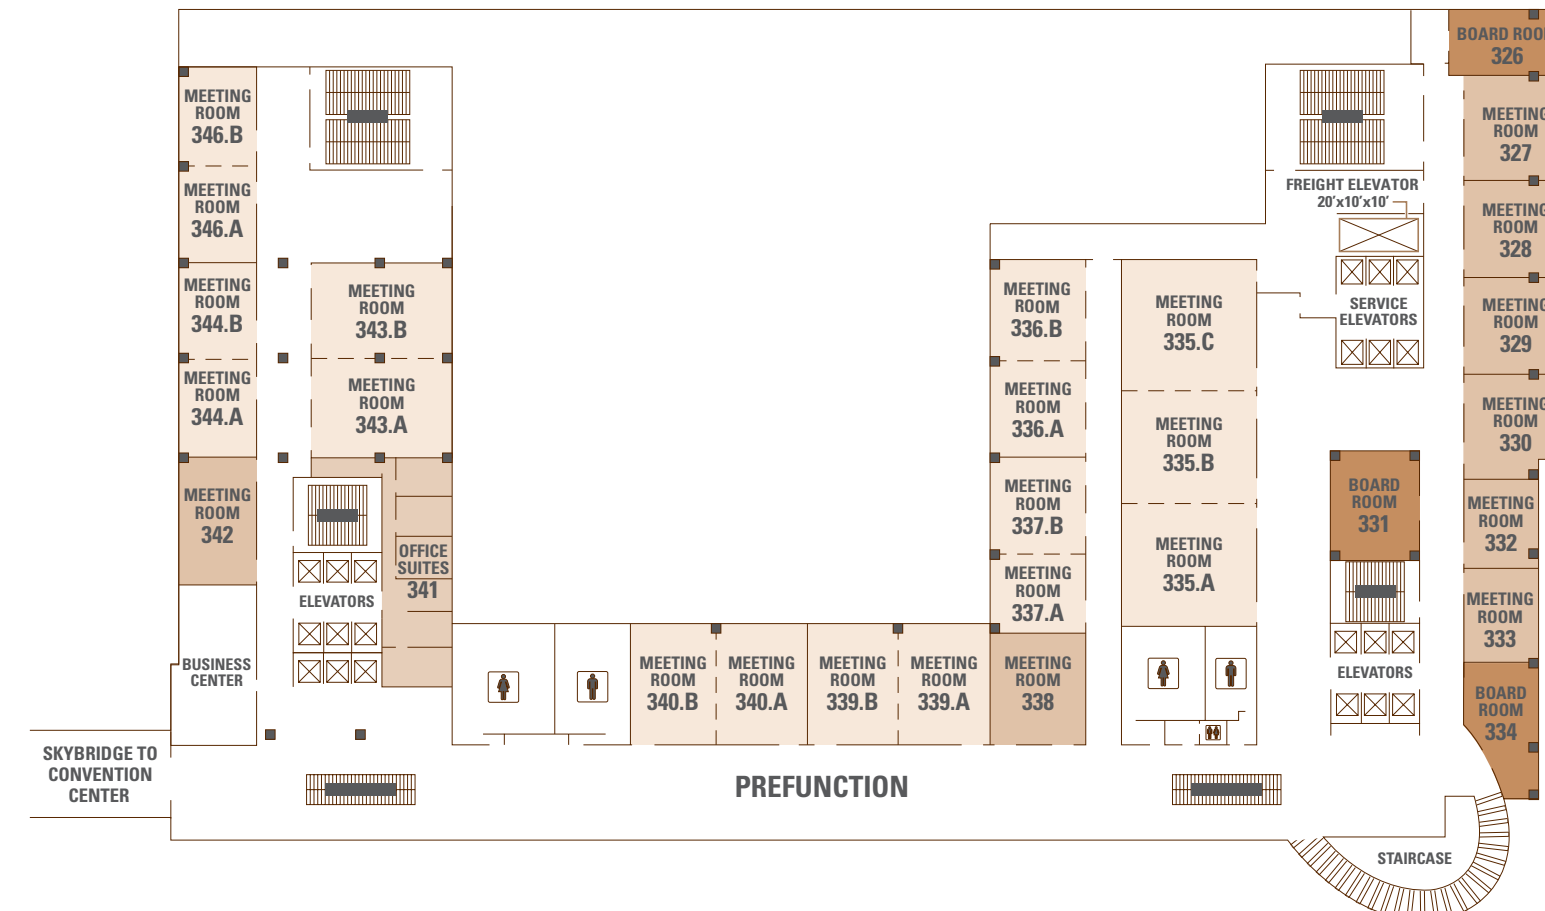 BOARD ROO
326
MEETING
ROOM
346.B
MEETING
ROOM
327
MEETING
ROOM
346.A
FREIGHT ELEVATOR
20'x10'x10'
MEETING
ROOM
328
MEETING
ROOM
344.B
MEETING
ROOM
343.B
MEETING
ROOM
336.B
MEETING
ROOM
335.C
SERVICE
ELEVATORS
MEETING
ROOM
329
MEETING
ROOM
344.A
MEETING
ROOM
343.A
MEETING
ROOM
336.A
MEETING
ROOM
335.B
MEETING
ROOM
330
MEETING
ROOM
342
MEETING
ROOM
337.B
BOARD
ROOM
331
MEETING
ROOM
332
OFFICE
SUITES
341
ELEVATORS
MEETING
ROOM
337.A
MEETING
ROOM
335.A
MEETING
ROOM
333
BUSINESS
CENTER
MEETING
ROOM
340.B
MEETING
ROOM
340.A
MEETING
ROOM
339.B
MEETING
ROOM
339.A
MEETING
ROOM
338
ELEVATORS
BOARD
ROOM
334
SKYBRIDGE TO
CONVENTION
CENTER
PREFUNCTION
STAIRCASE